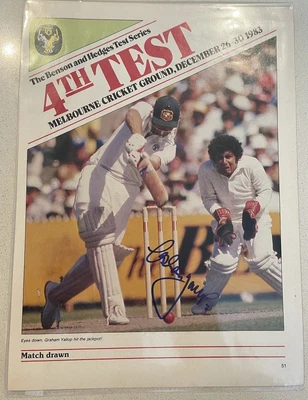 The Benson and Hedges Test Series
4TH TEST
MELBOURNE CRICKET GROUND, DECEMBER 26-30 1983
Eyes down, Graham Yallop hit the jackpot!
Match drawn
51